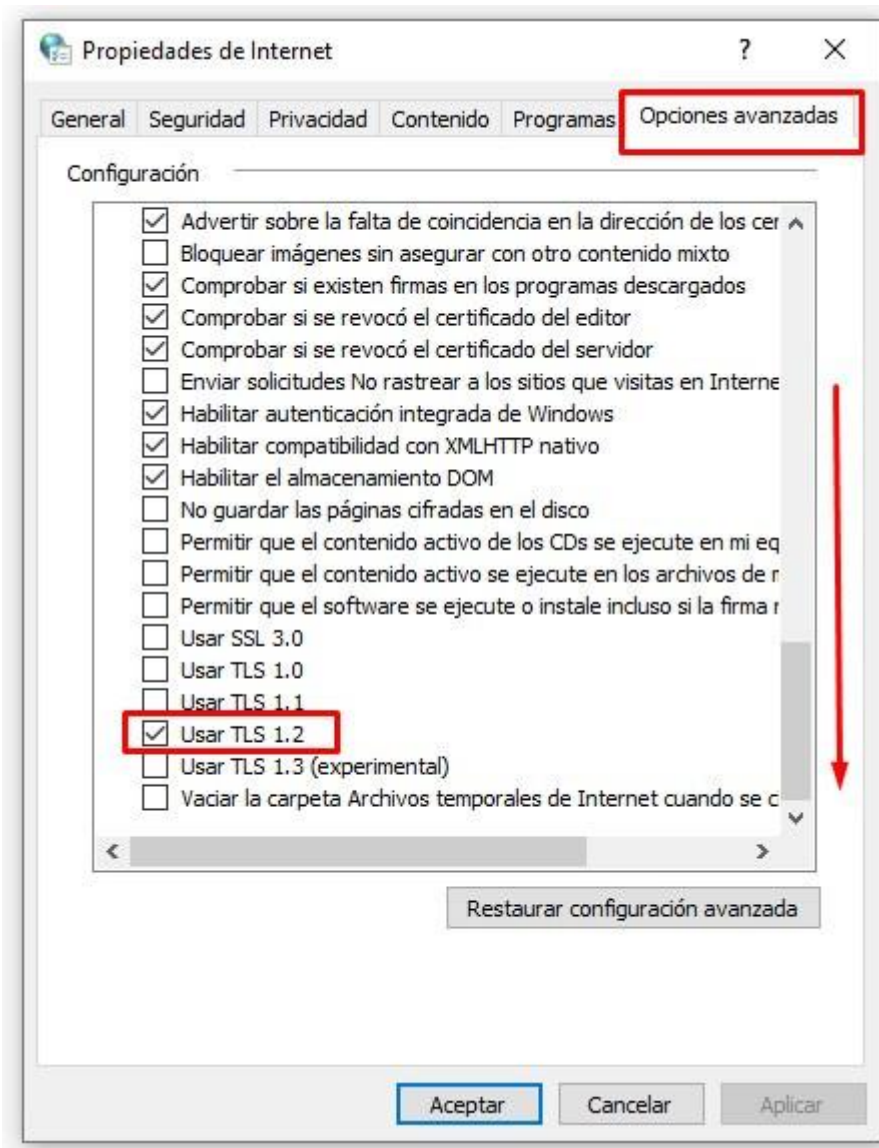 Propiedades de Internet ?
General Seguridad Privacidad Contenido Programas Opciones avanzadas
Configuración
Advertir sobre la falta de coincidencia en la dirección de los cer
Bloquear imágenes sin asegurar con otro contenido mixto
Comprobar si existen firmas en los programas descargados
Comprobar si se revocó el certificado del editor
Comprobar si se revocó el certificado del servidor
Enviar solicitudes No rastrear a los sitios que visitas en Interne
Habilitar autenticación integrada de Windows
Habilitar compatibilidad con XMLHTTP nativo
Habilitar el almacenamiento DOM
No guardar las páginas cifradas en el disco
Permitir que el contenido activo de los CDs se ejecute en mi eq
Permitir que el contenido activo se ejecute en los archivos de
Permitir que el software se ejecute o instale incluso si la firma
Usar SSL 3.0
Usar TLS 1.0
Usar TLS 1.1
Usar TLS 1.2
Usar TLS 1.3 (experimental)
Vaciar la carpeta Archivos temporales de Internet cuando se c
Restaurar configuración avanzada
Aceptar Cancelar Aplicar